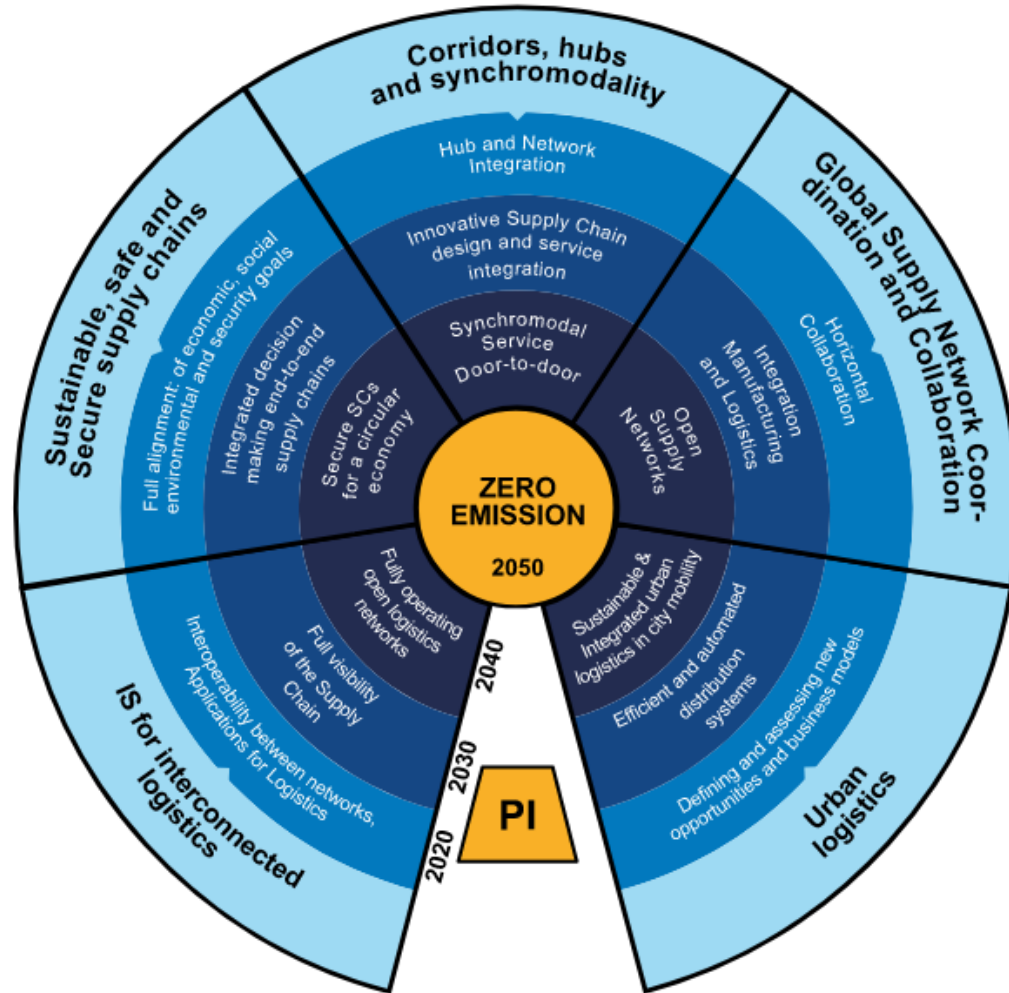 Corridors, hubs
and synchromodality
Hub and Network
Integration
Innovative Supply Chain
design and service
integration
Synchromodal
Service
Door-to-door
Global Supply Network Coor-
dination and Collaboration
Horizontal
Collaboration
Integration
Manufacturing
and Logistics
Open
Supply
Networks
Urban
logistics
Defining and assessing new
opportunities and business models
Efficient and automated
distribution
systems
Sustainable &
Integrated urban
logistics in city mobility
IS for interconnected
logistics
Interoperability between networks,
Applications for Logistics
Full visibility
of the Supply
Chain
Fully operating
open logistics
networks
Sustainable, safe and
Secure supply chains
Full alignment: of economic, social
environmental and security goals
Integrated decision
making end-to-end
supply chains
Secure SCs
for a circular
economy
ZERO
EMISSION
2050
2040
2030
2020
PI